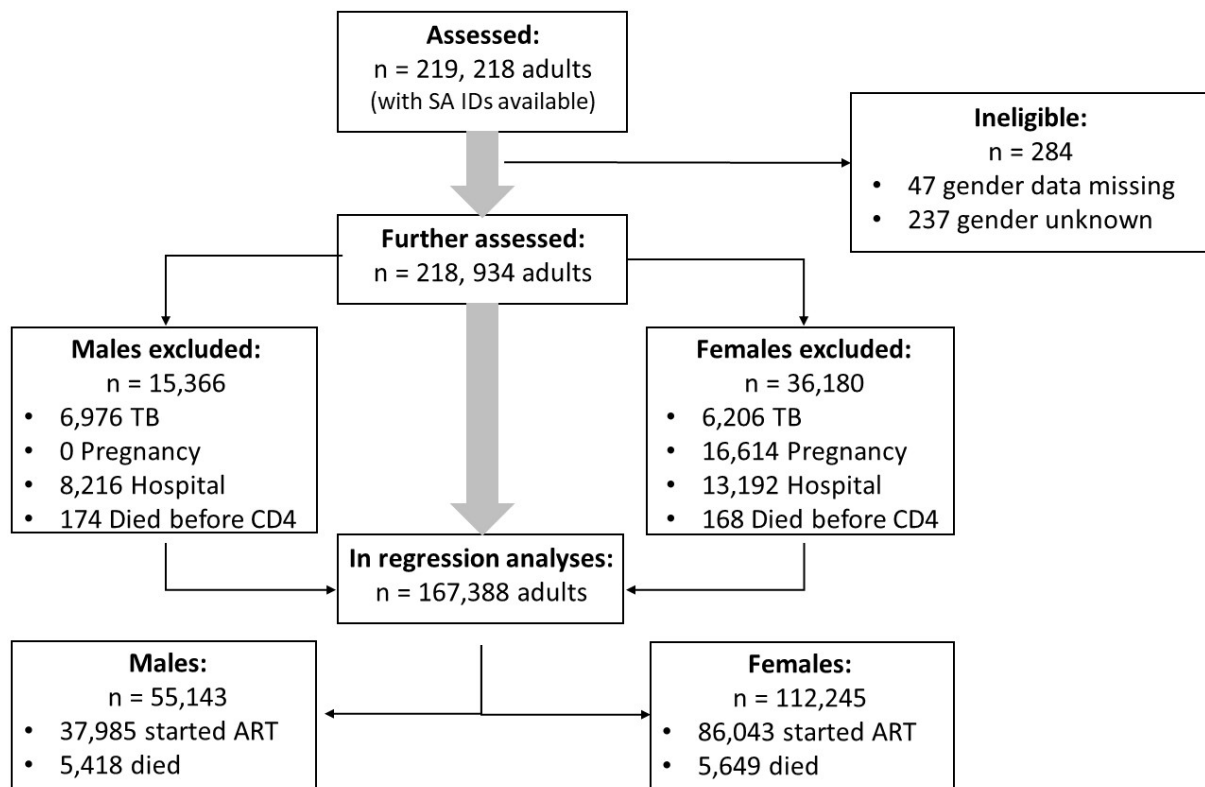 Assessed:
n = 219, 218 adults
(with SA IDs available)
Ineligible:
n = 284
• 47 gender data missing
• 237 gender unknown
Further assessed:
n = 218, 934 adults
Males excluded:
n = 15,366
• 6,976 TB
• 0 Pregnancy
• 8,216 Hospital
• 174 Died before CD4
Females excluded:
n = 36,180
• 6,206 TB
• 16,614 Pregnancy
• 13,192 Hospital
• 168 Died before CD4
In regression analyses:
n = 167,388 adults
Males:
n = 55,143
• 37,985 started ART
• 5,418 died
Females:
n = 112,245
• 86,043 started ART
• 5,649 died